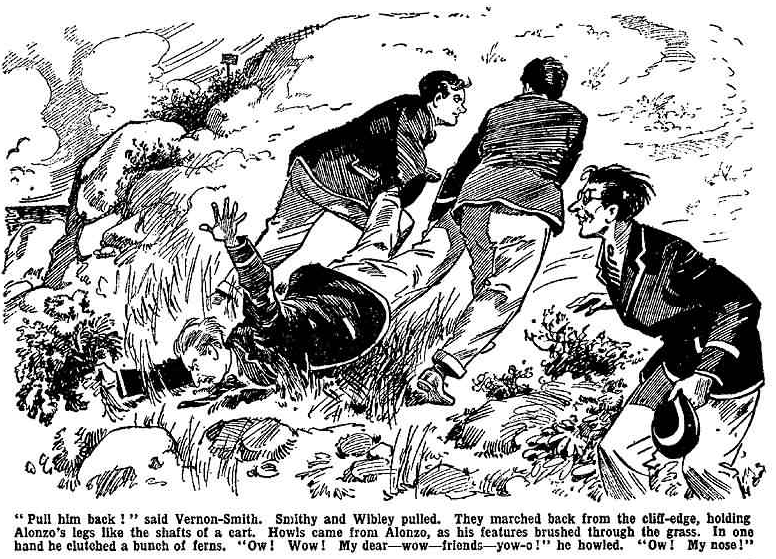 " Pull him back ! " said Vernon-Smith. Smithy and Wibley pulled. They marched back from the cliff-edge, holding
Alonzo's legs like the shafts of a cart. Howls came from Alonzo, as his features brushed through the grass. In one
hand he clutched a bunch of ferns. "Ow! Wow! My dear—wow—friends—yow-o!" he howled. "Ow! My nose!"